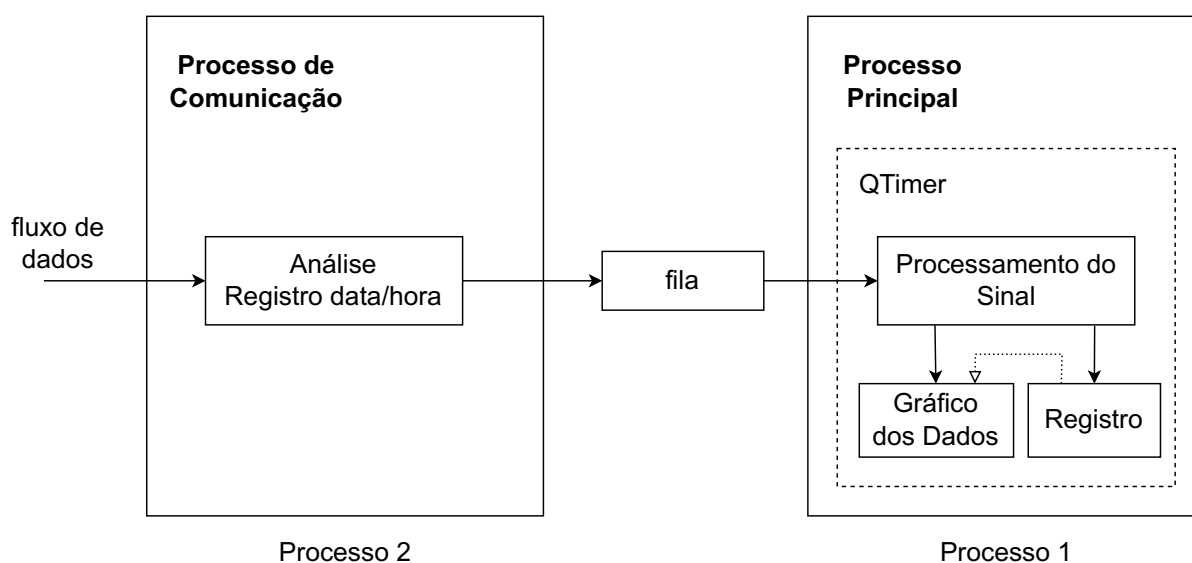 Processo de
Comunicação
Processo
Principal
QTimer
fluxo de
dados
Análise
Registro data/hora
fila
Processamento do
Sinal
Gráfico
dos Dados
Registro
Processo 2
Processo 1